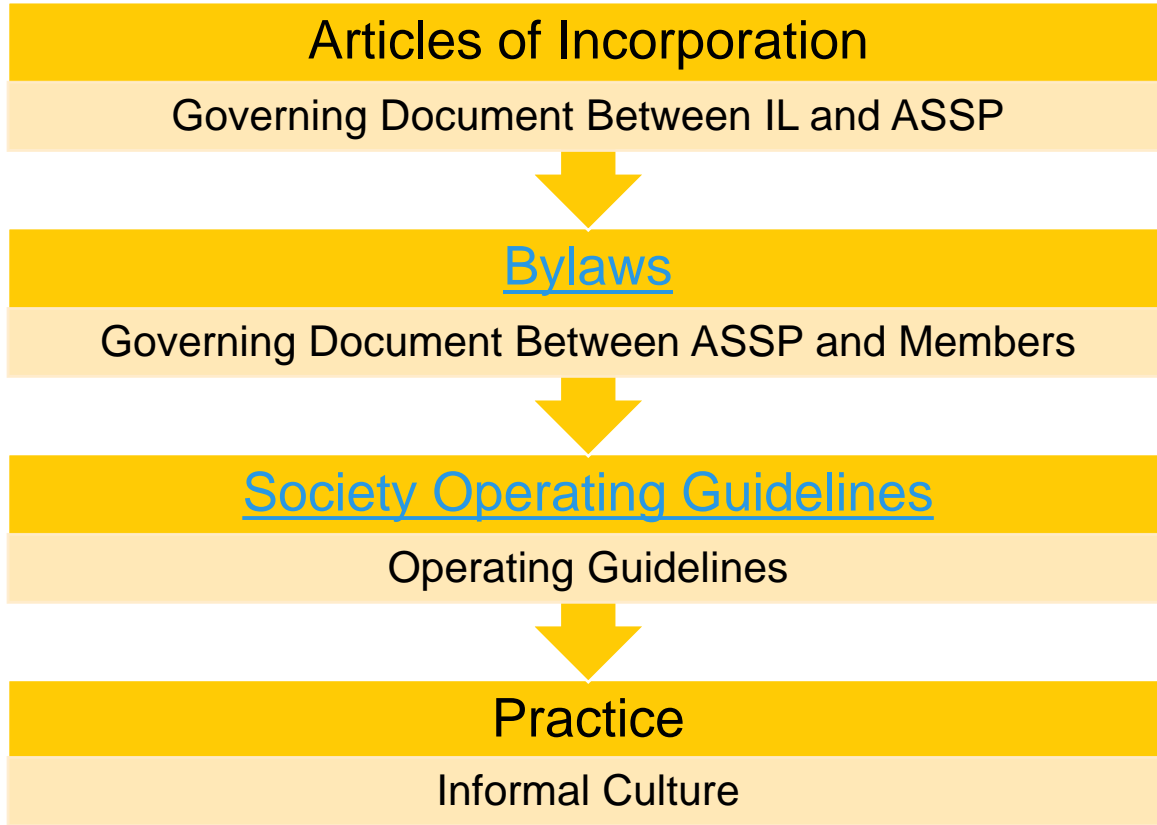 Articles of Incorporation
Governing Document Between IL and ASSP
Bylaws
Governing Document Between ASSP and Members
Society Operating Guidelines
Operating Guidelines
Practice
Informal Culture